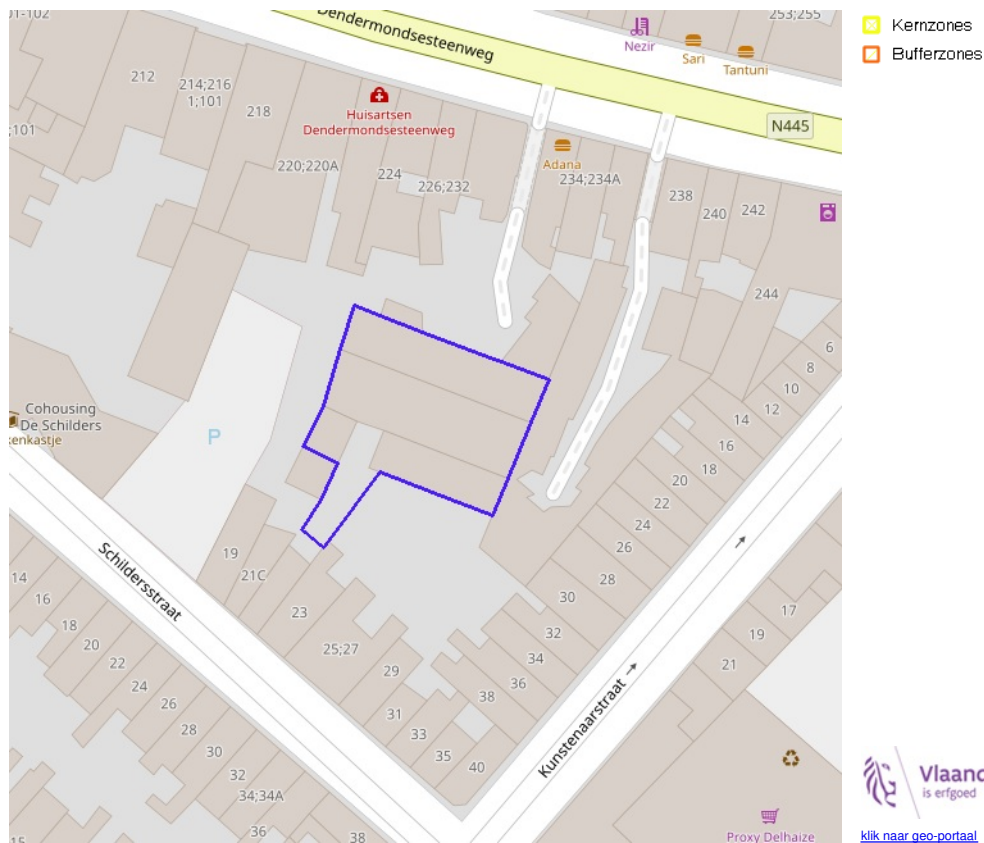 01-102
Dendermondsesteenweg
Nezir
Sari
Tantuni
253;255
Kernzones
Bufferzones
212
214;216
1;101
218
;101
Huisartsen
Dendermondsesteenweg
N445
Adana
220;220A
224
226;232
234;234A
238
240
242
244
6
8
10
12
14
16
18
20
22
24
26
28
30
32
34
36
38
40
Cohousing
De Schilders
kenkastje
P
Schildersstraat
19
21C
23
25;27
29
31
33
35
14
16
18
20
22
24
26
28
30
32
34;34A
36
38
15
17
19
21
Kunstenaarstraat
Proxy Delhaize
Vlaand
is erfgoed
klik naar geo-portaal